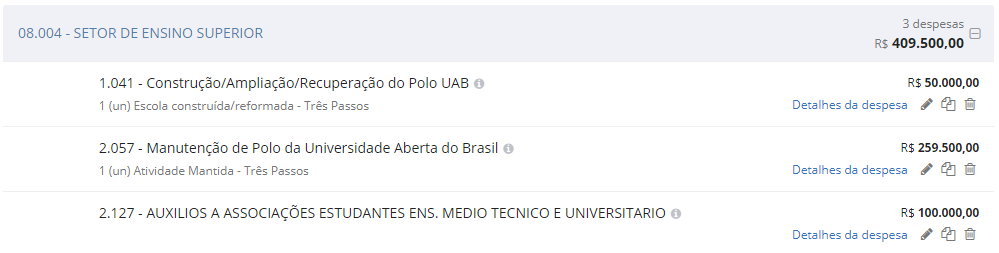 08.004 - SETOR DE ENSINO SUPERIOR
3 despesas
R$ 409.500,00
1.041 - Construção/Ampliação/Recuperação do Polo UAB
R$ 50.000,00
1 (un) Escola construída/reformada - Três Passos
Detalhes da despesa
2.057 - Manutenção de Polo da Universidade Aberta do Brasil
R$ 259.500,00
1 (un) Atividade Mantida - Três Passos
Detalhes da despesa
2.127 - AUXILIOS A ASSOCIAÇÕES ESTUDANTES ENS. MEDIO TECNICO E UNIVERSITARIO
R$ 100.000,00
Detalhes da despesa